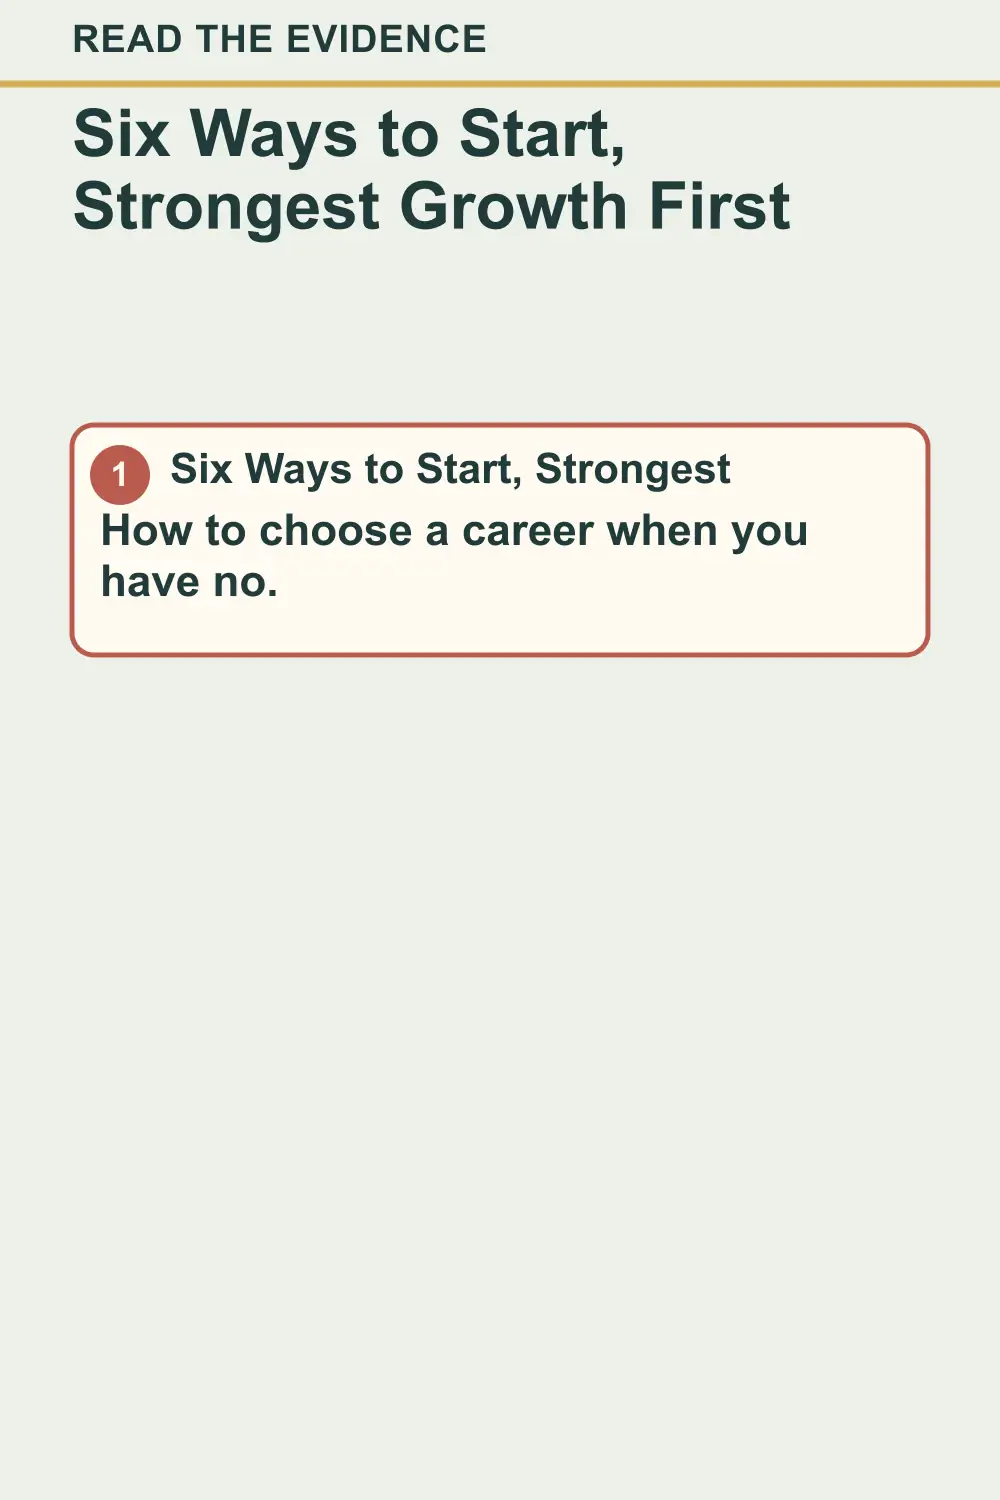 READ THE EVIDENCE
Six Ways to Start,
Strongest Growth First
1 Six Ways to Start, Strongest
How to choose a career when you
have no.